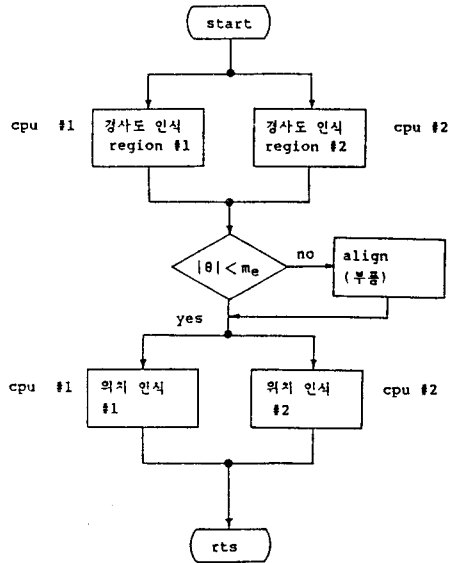 start
cpu #1
경사도 인식
region #1
경사도 인식
region #2
cpu #2
|θ|<me
no
align
(부품)
yes
cpu #1
위치 인식
#1
위치 인식
#2
cpu #2
rts